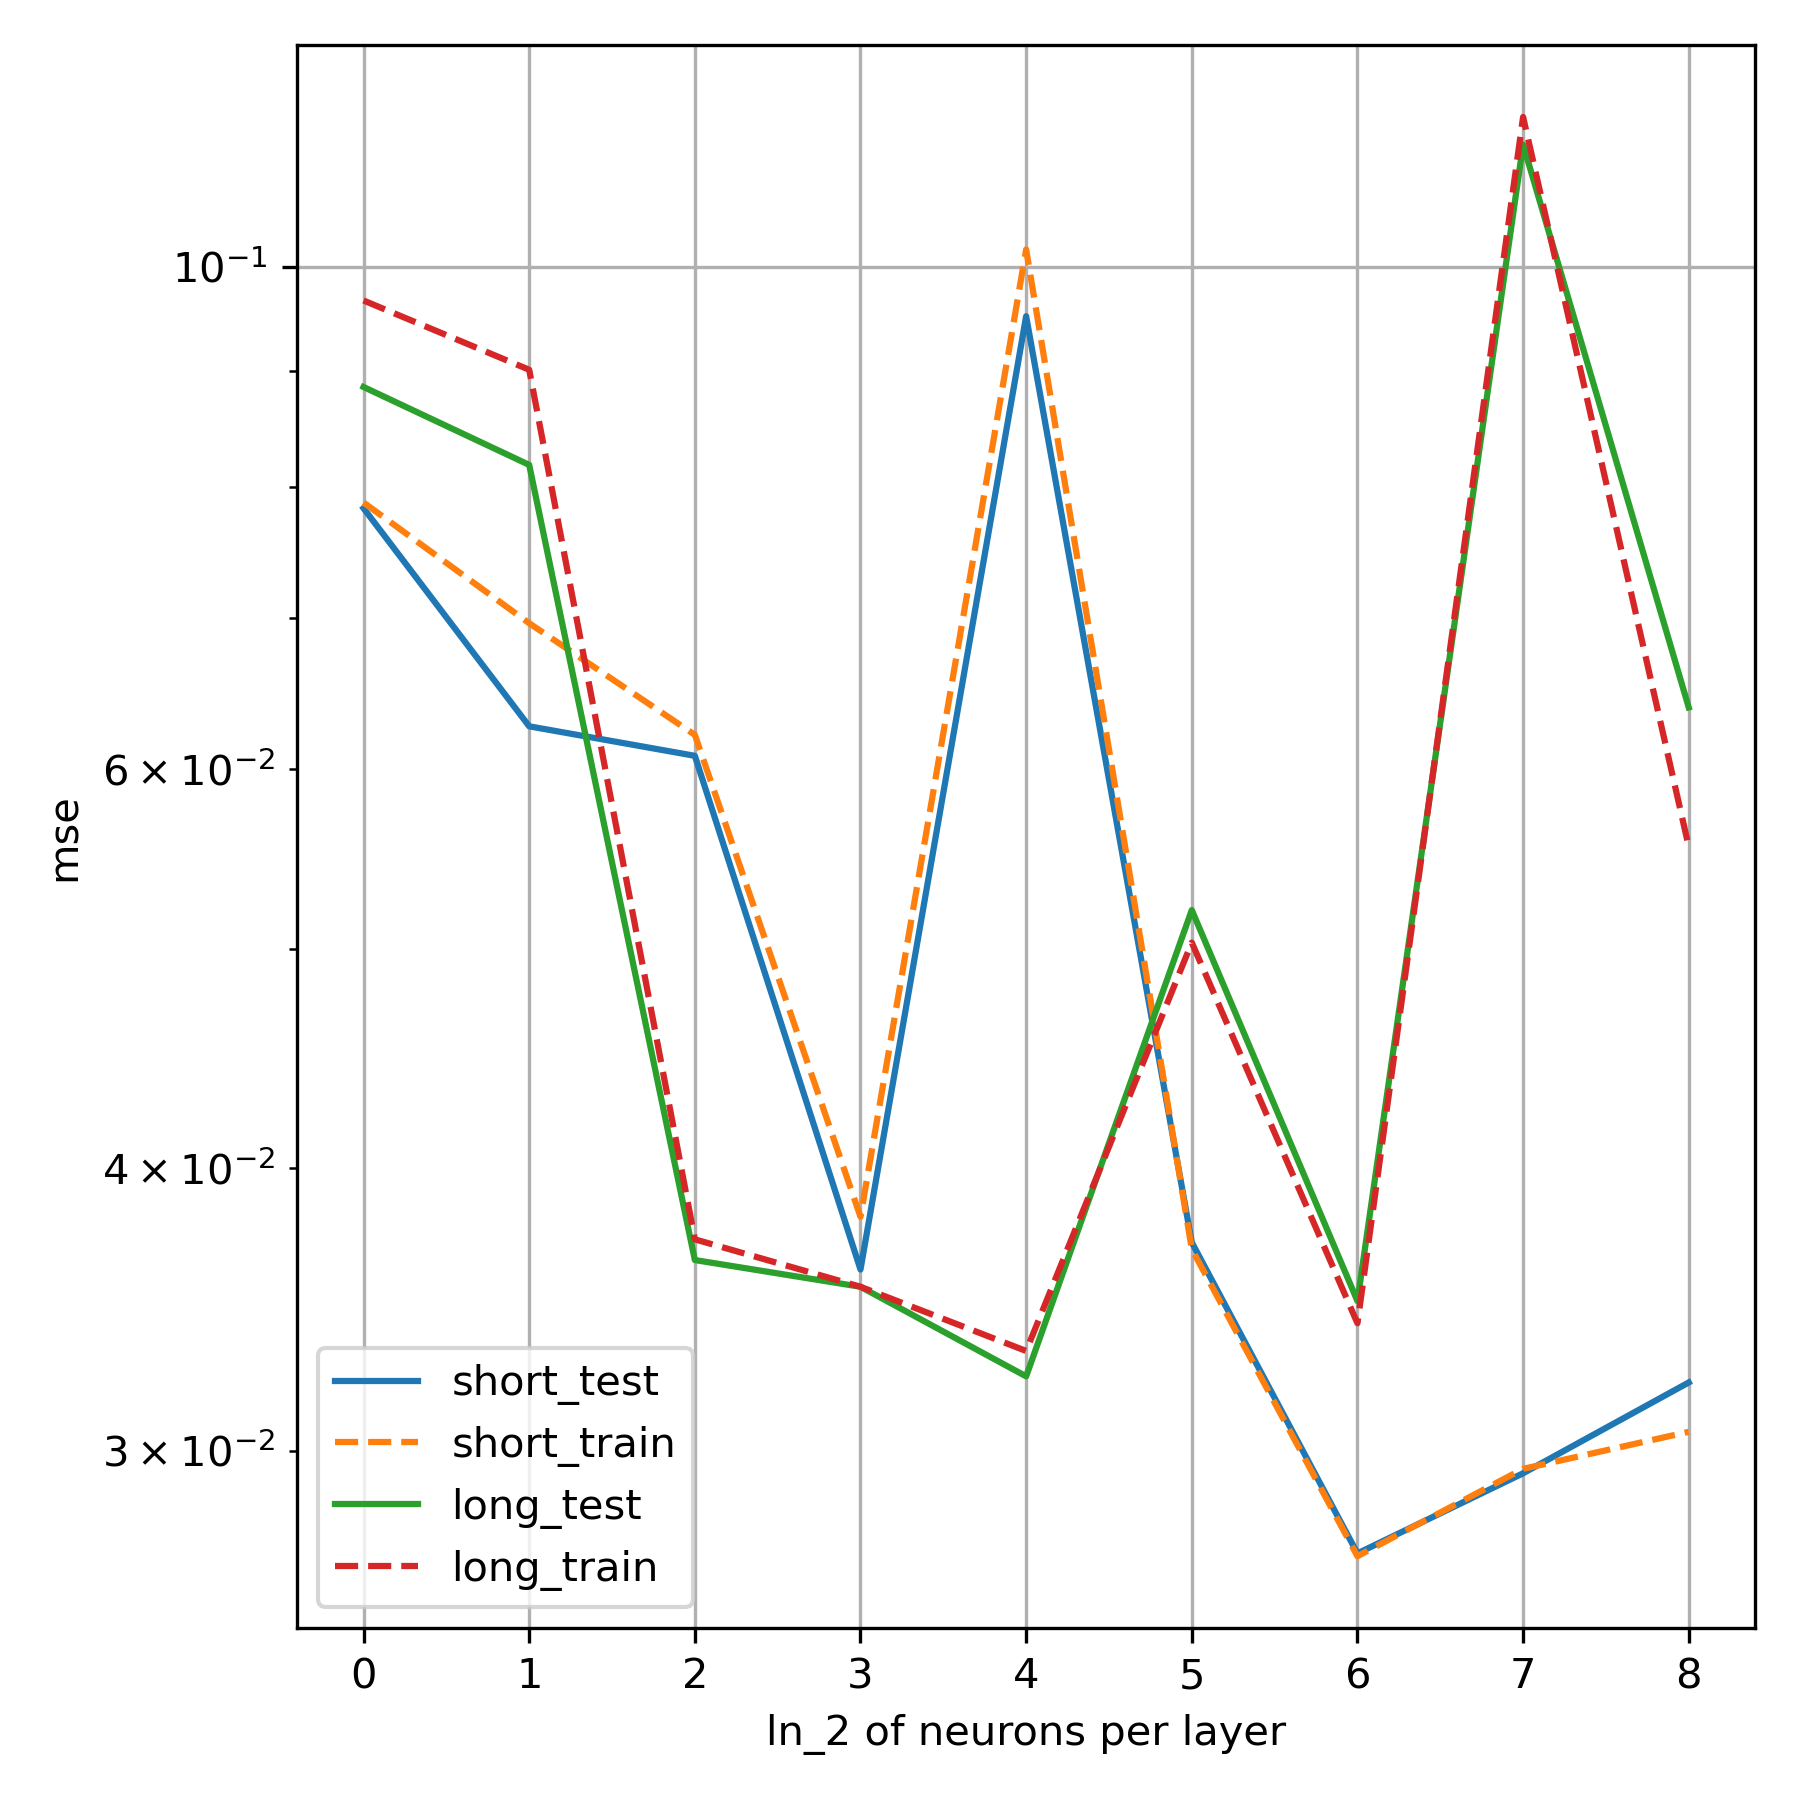 mse
10⁻¹
6 × 10⁻²
4 × 10⁻²
3 × 10⁻²
short_test
short_train
long_test
long_train
0 1 2 3 4 5 6 7 8
ln_2 of neurons per layer